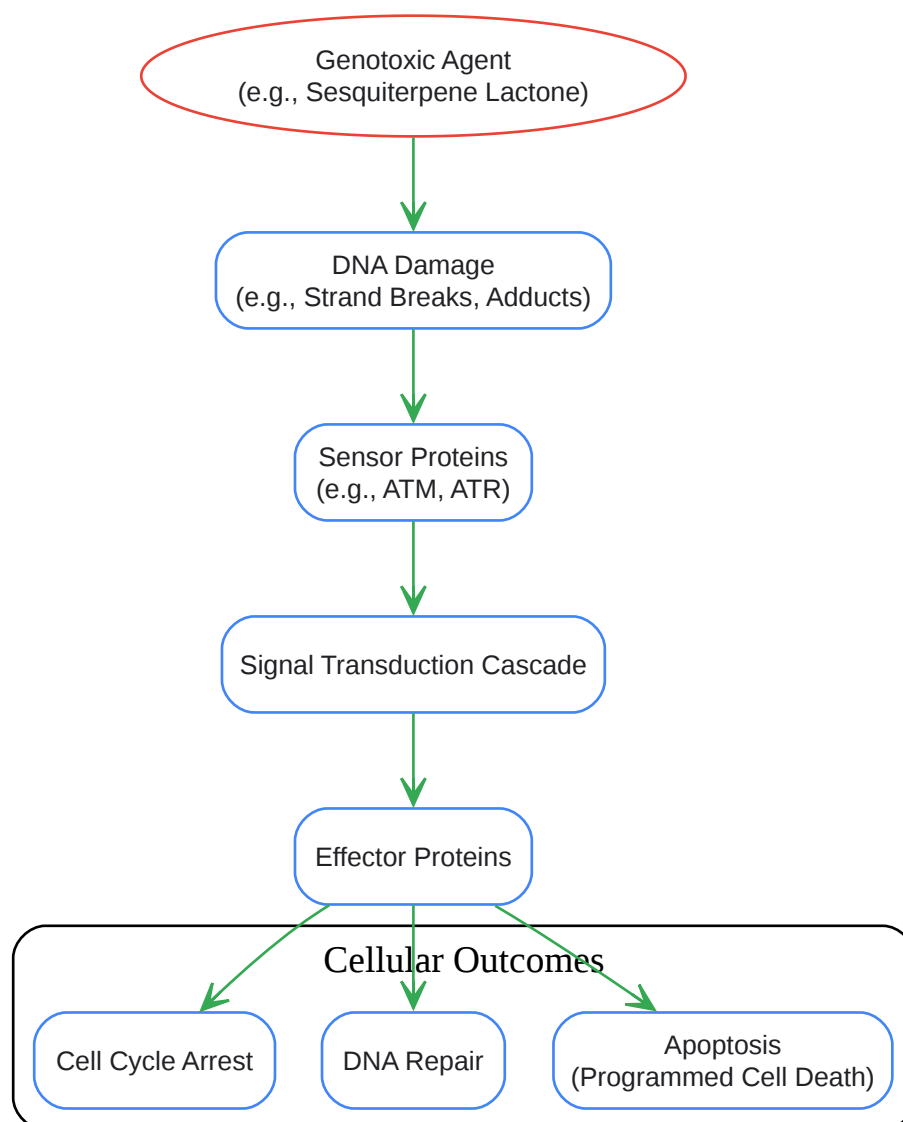 Genotoxic Agent
(e.g., Sesquiterpene Lactone)
DNA Damage
(e.g., Strand Breaks, Adducts)
Sensor Proteins
(e.g., ATM, ATR)
Signal Transduction Cascade
Effector Proteins
Cellular Outcomes
Cell Cycle Arrest
DNA Repair
Apoptosis
(Programmed Cell Death)